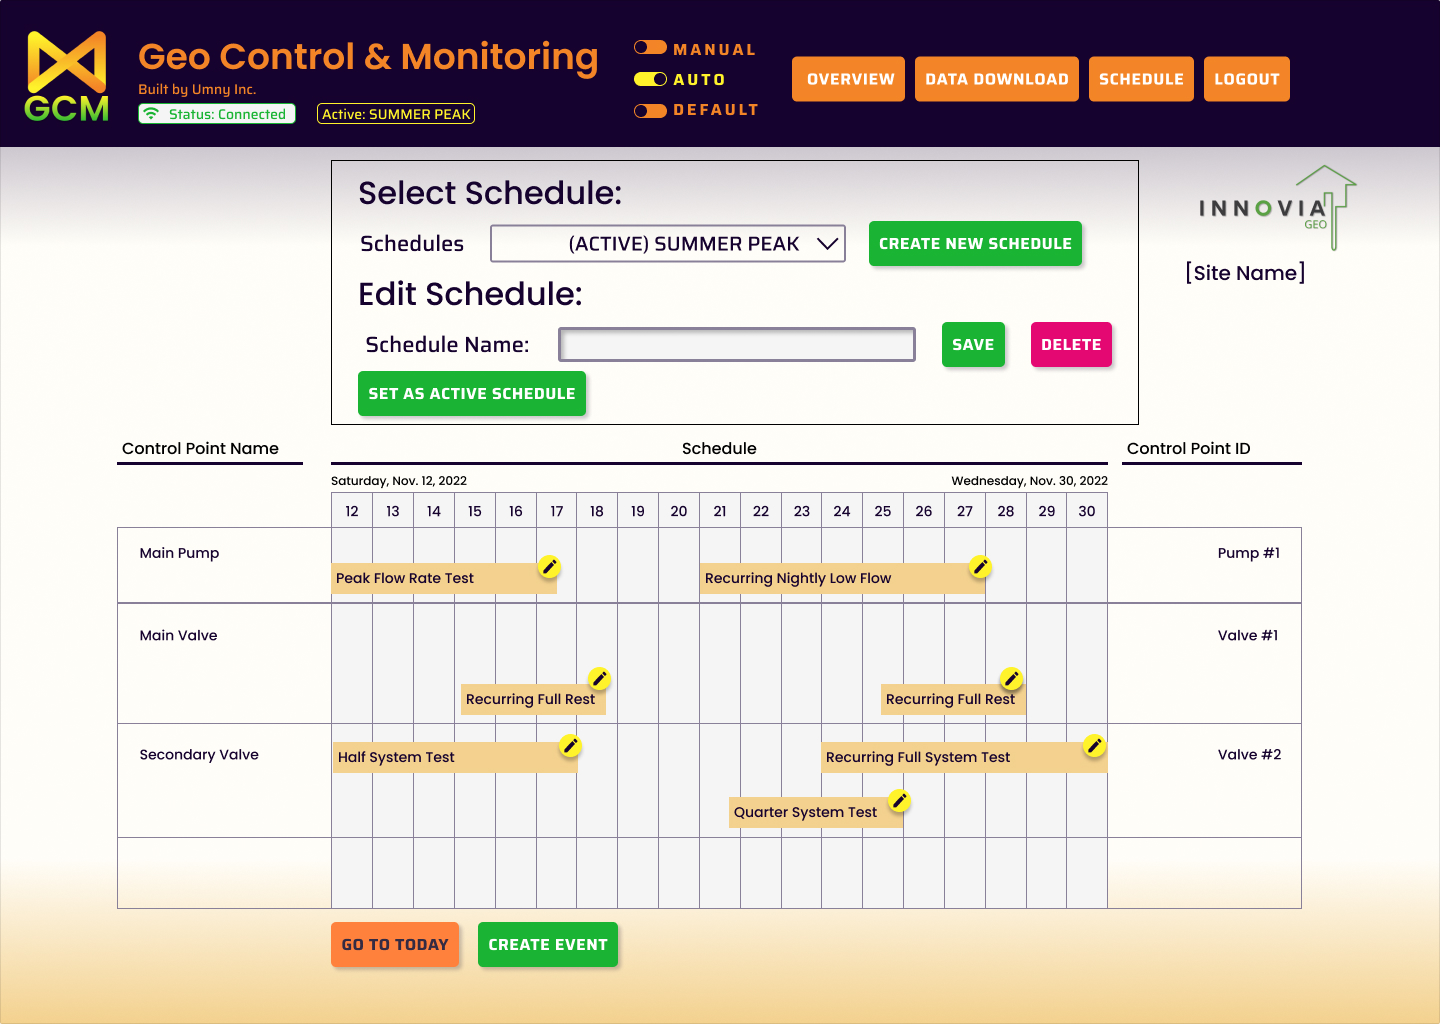 GCM
Geo Control & Monitoring
Built by Umny Inc.
Status: Connected
Active: SUMMER PEAK
MANUAL
AUTO
DEFAULT
OVERVIEW
DATA DOWNLOAD
SCHEDULE
LOGOUT
Select Schedule:
Schedules
(ACTIVE) SUMMER PEAK
CREATE NEW SCHEDULE
Edit Schedule:
Schedule Name:
SAVE
DELETE
SET AS ACTIVE SCHEDULE
INNOVIA
GEO
[Site Name]
Control Point Name
Schedule
Control Point ID
Saturday, Nov. 12, 2022
Wednesday, Nov. 30, 2022
12 13 14 15 16 17 18 19 20 21 22 23 24 25 26 27 28 29 30
Main Pump
Pump #1
Peak Flow Rate Test
Recurring Nightly Low Flow
Main Valve
Valve #1
Recurring Full Rest
Recurring Full Rest
Secondary Valve
Half System Test
Recurring Full System Test
Valve #2
Quarter System Test
GO TO TODAY
CREATE EVENT